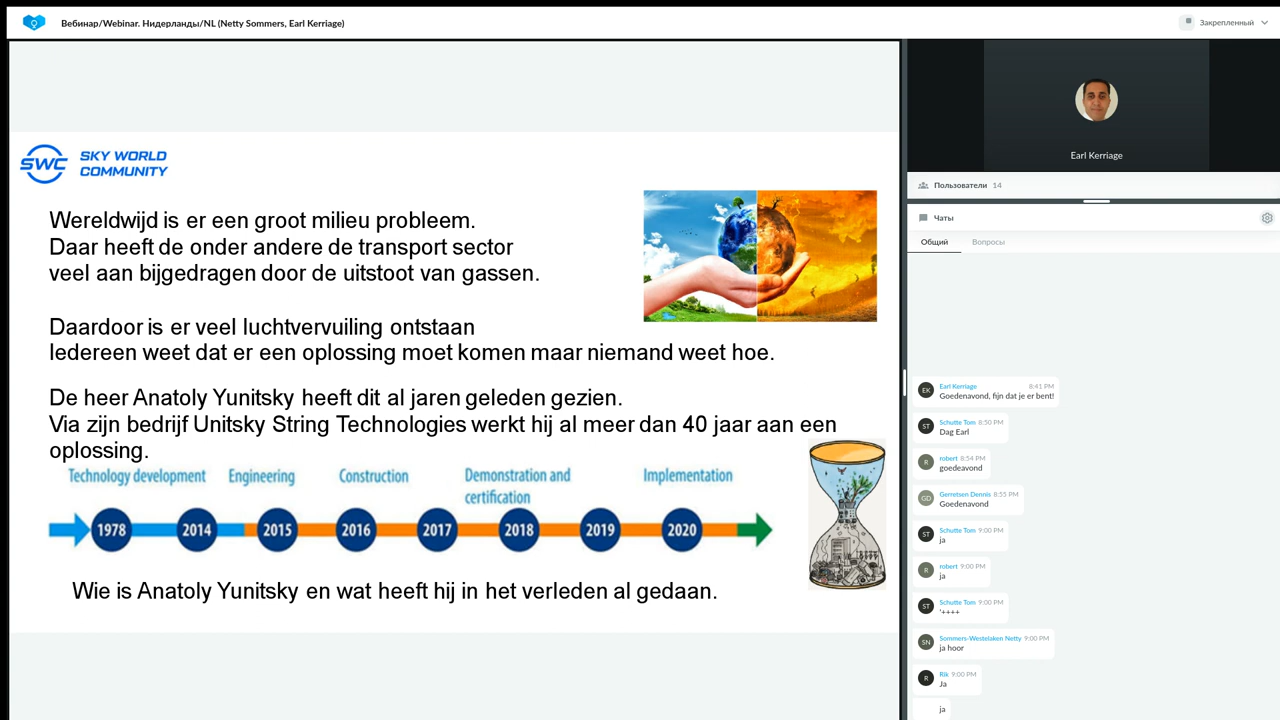 Вебинар/Webinar. Нидерланды/NL (Netty Sommers, Earl Kerriage)
Закрепленный
SWC SKY WORLD
COMMUNITY
Wereldwijd is er een groot milieu probleem.
Daar heeft de onder andere de transport sector
veel aan bijgedragen door de uitstoot van gassen.
Daardoor is er veel luchtvervuiling ontstaan
Iedereen weet dat er een oplossing moet komen maar niemand weet hoe.
De heer Anatoly Yunitsky heeft dit al jaren geleden gezien.
Via zijn bedrijf Unitsky String Technologies werkt hij al meer dan 40 jaar aan een
oplossing.
Technology development Engineering Construction Demonstration and Implementation
certification
1978 2014 2015 2016 2017 2018 2019 2020
Wie is Anatoly Yunitsky en wat heeft hij in het verleden al gedaan.
Earl Kerriage
Пользователи 14
Чаты
Общий Вопросы
EK Earl Kerriage 8:41 PM
Goedenavond, fijn dat je er bent!
ST Schutte Tom 8:50 PM
Dag Earl
R robert 8:54 PM
goedeavond
GD Gerretsen Dennis 8:55 PM
Goedenavond
ST Schutte Tom 9:00 PM
ja
R robert 9:00 PM
ja
ST Schutte Tom 9:00 PM
'++++
SN Sommers-Westelaken Netty 9:00 PM
ja hoor
R Rik 9:00 PM
Ja
ja